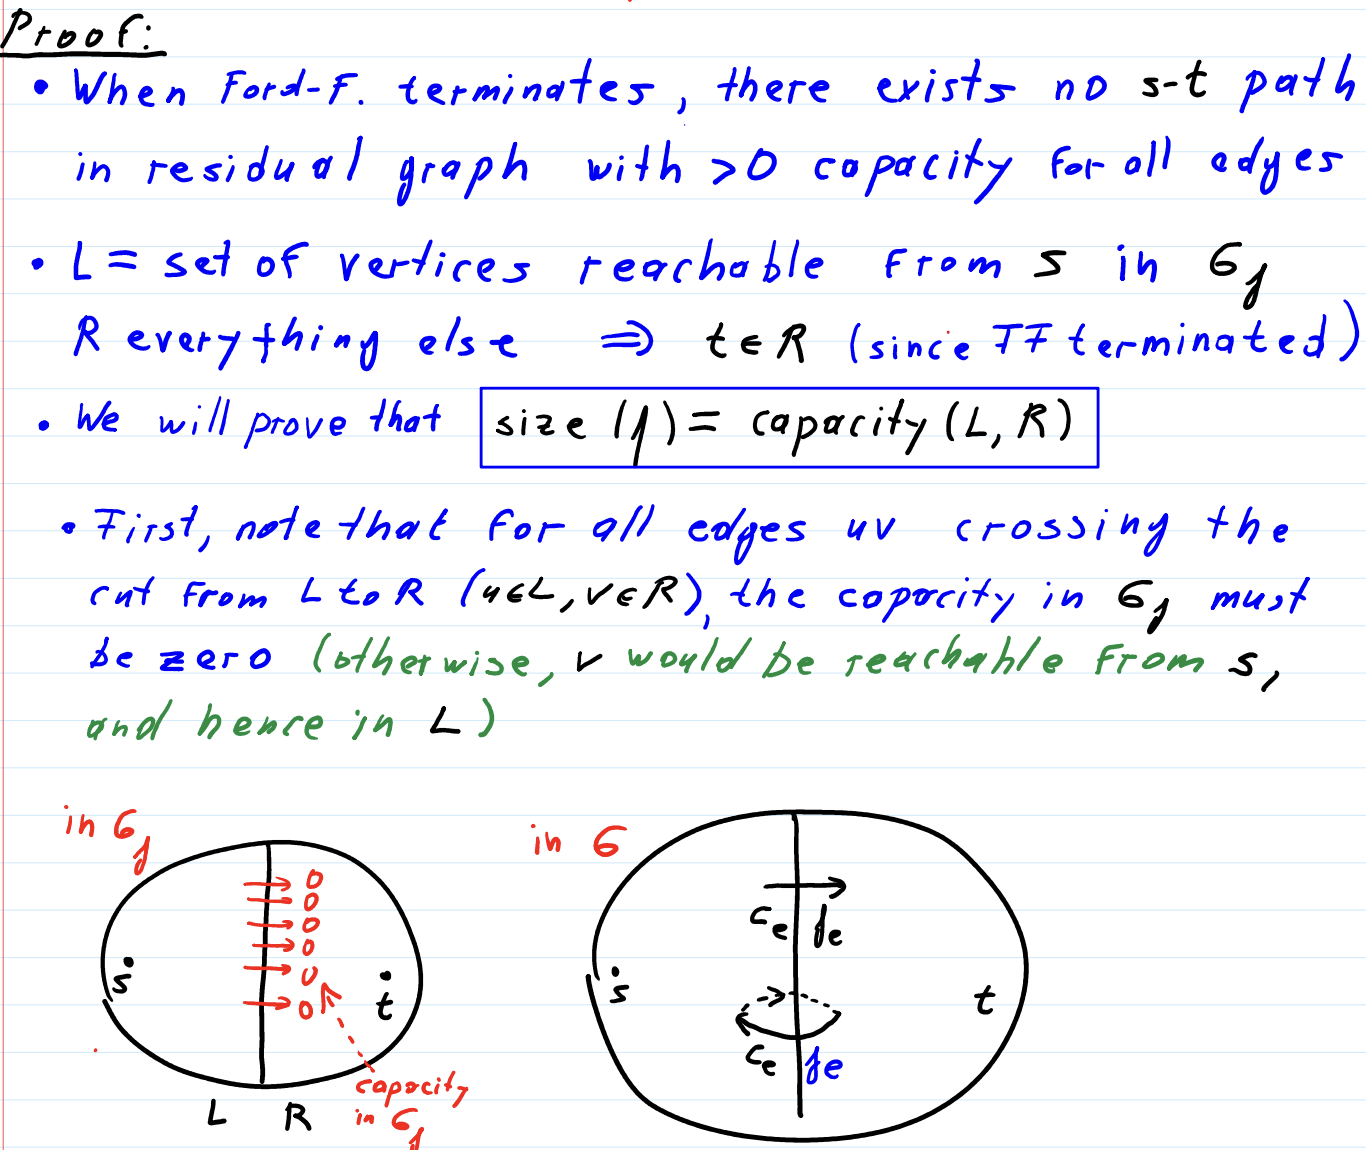 Proof:
• When Ford-F. terminates, there exists no s-t path
in residual graph with >0 capacity for all edges
• L = set of vertices reachable from s in G_f
R everything else ⇒ t∈R (since FF terminated)
• We will prove that size(f) = capacity(L, R)
• First, note that for all edges uv crossing the
cut from L to R (u∈L, v∈R), the capacity in G_f must
be zero (otherwise, v would be reachable from s,
and hence in L)
in G_f
0
0
0
0
0
0
s
t
capacity
in G_f
L R
in G
c_e f_e
s
t
c_e f_e